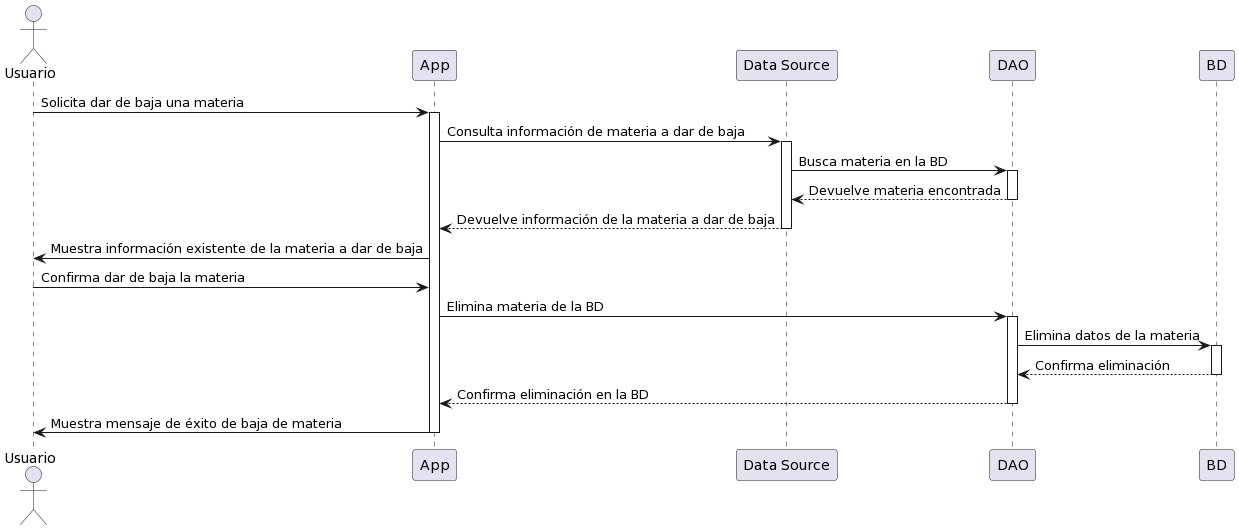 Usuario
App
Data Source
DAO
BD
Solicita dar de baja una materia
Consulta información de materia a dar de baja
Busca materia en la BD
Devuelve materia encontrada
Devuelve información de la materia a dar de baja
Muestra información existente de la materia a dar de baja
Confirma dar de baja la materia
Elimina materia de la BD
Elimina datos de la materia
Confirma eliminación
Confirma eliminación en la BD
Muestra mensaje de éxito de baja de materia
Usuario
App
Data Source
DAO
BD